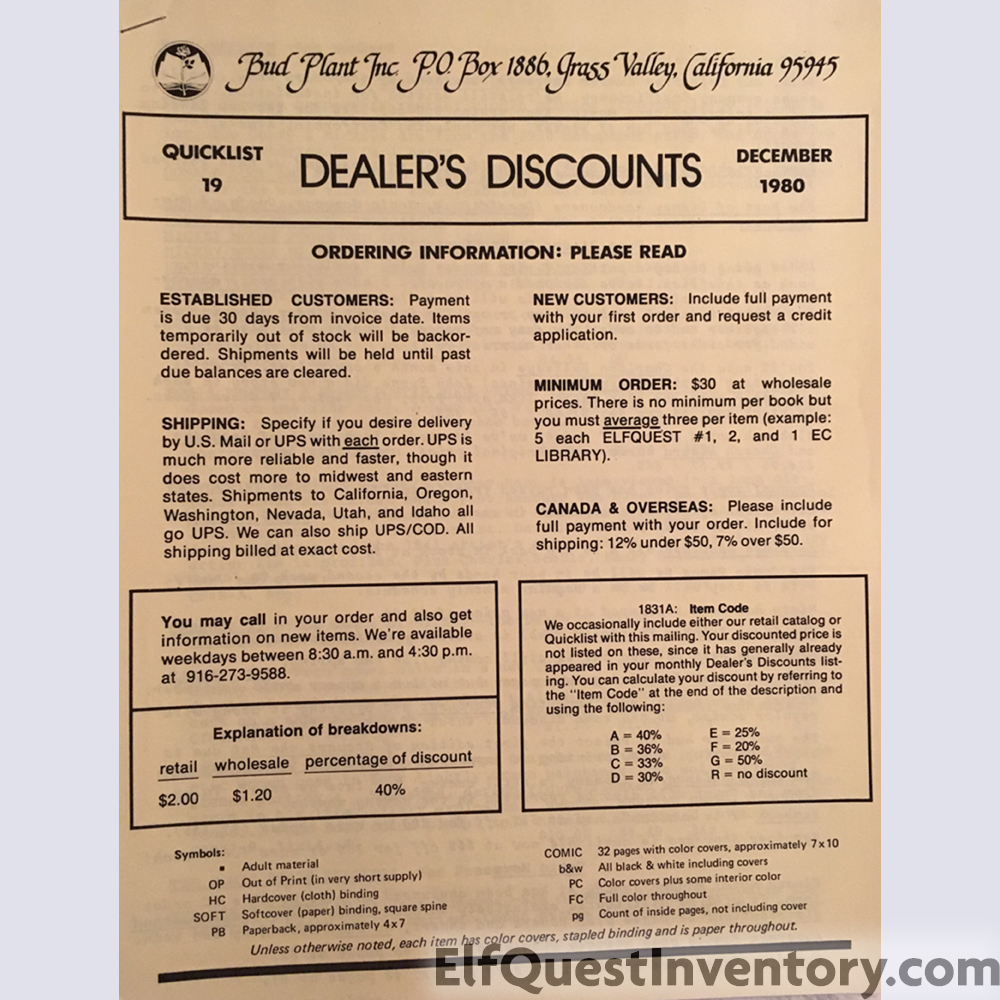 Bud Plant Inc. P.O. Box 1886, Grass Valley, California 95945
QUICKLIST
19
DEALER'S DISCOUNTS
DECEMBER
1980
ORDERING INFORMATION: PLEASE READ
ESTABLISHED CUSTOMERS: Payment
is due 30 days from invoice date. Items
temporarily out of stock will be backor-
dered. Shipments will be held until past
due balances are cleared.
SHIPPING: Specify if you desire delivery
by U.S. Mail or UPS with each order. UPS is
much more reliable and faster, though it
does cost more to midwest and eastern
states. Shipments to California, Oregon,
Washington, Nevada, Utah, and Idaho all
go UPS. We can also ship UPS/COD. All
shipping billed at exact cost.
NEW CUSTOMERS: Include full payment
with your first order and request a credit
application.
MINIMUM ORDER: $30 at wholesale
prices. There is no minimum per book but
you must average three per item (example:
5 each ELFQUEST #1, 2, and 1 EC
LIBRARY).
CANADA & OVERSEAS: Please include
full payment with your order. Include for
shipping: 12% under $50, 7% over $50.
You may call in your order and also get
information on new items. We're available
weekdays between 8:30 a.m. and 4:30 p.m.
at 916-273-9588.
Explanation of breakdowns:
retail wholesale percentage of discount
$2.00 $1.20 40%
1831A: Item Code
We occasionally include either our retail catalog or
Quicklist with this mailing. Your discounted price is
not listed on these, since it has generally already
appeared in your monthly Dealer's Discounts list-
ing. You can calculate your discount by referring to
the "Item Code" at the end of the description and
using the following:
A = 40% E = 25%
B = 36% F = 20%
C = 33% G = 50%
D = 30% R = no discount
Symbols:
▪ Adult material
OP Out of Print (in very short supply)
HC Hardcover (cloth) binding
SOFT Softcover (paper) binding, square spine
PB Paperback, approximately 4x7
COMIC 32 pages with color covers, approximately 7x10
b&w All black & white including covers
PC Color covers plus some interior color
FC Full color throughout
pg Count of inside pages, not including cover
Unless otherwise noted, each item has color covers, stapled binding and is paper throughout.
ElfQuestInventory.com